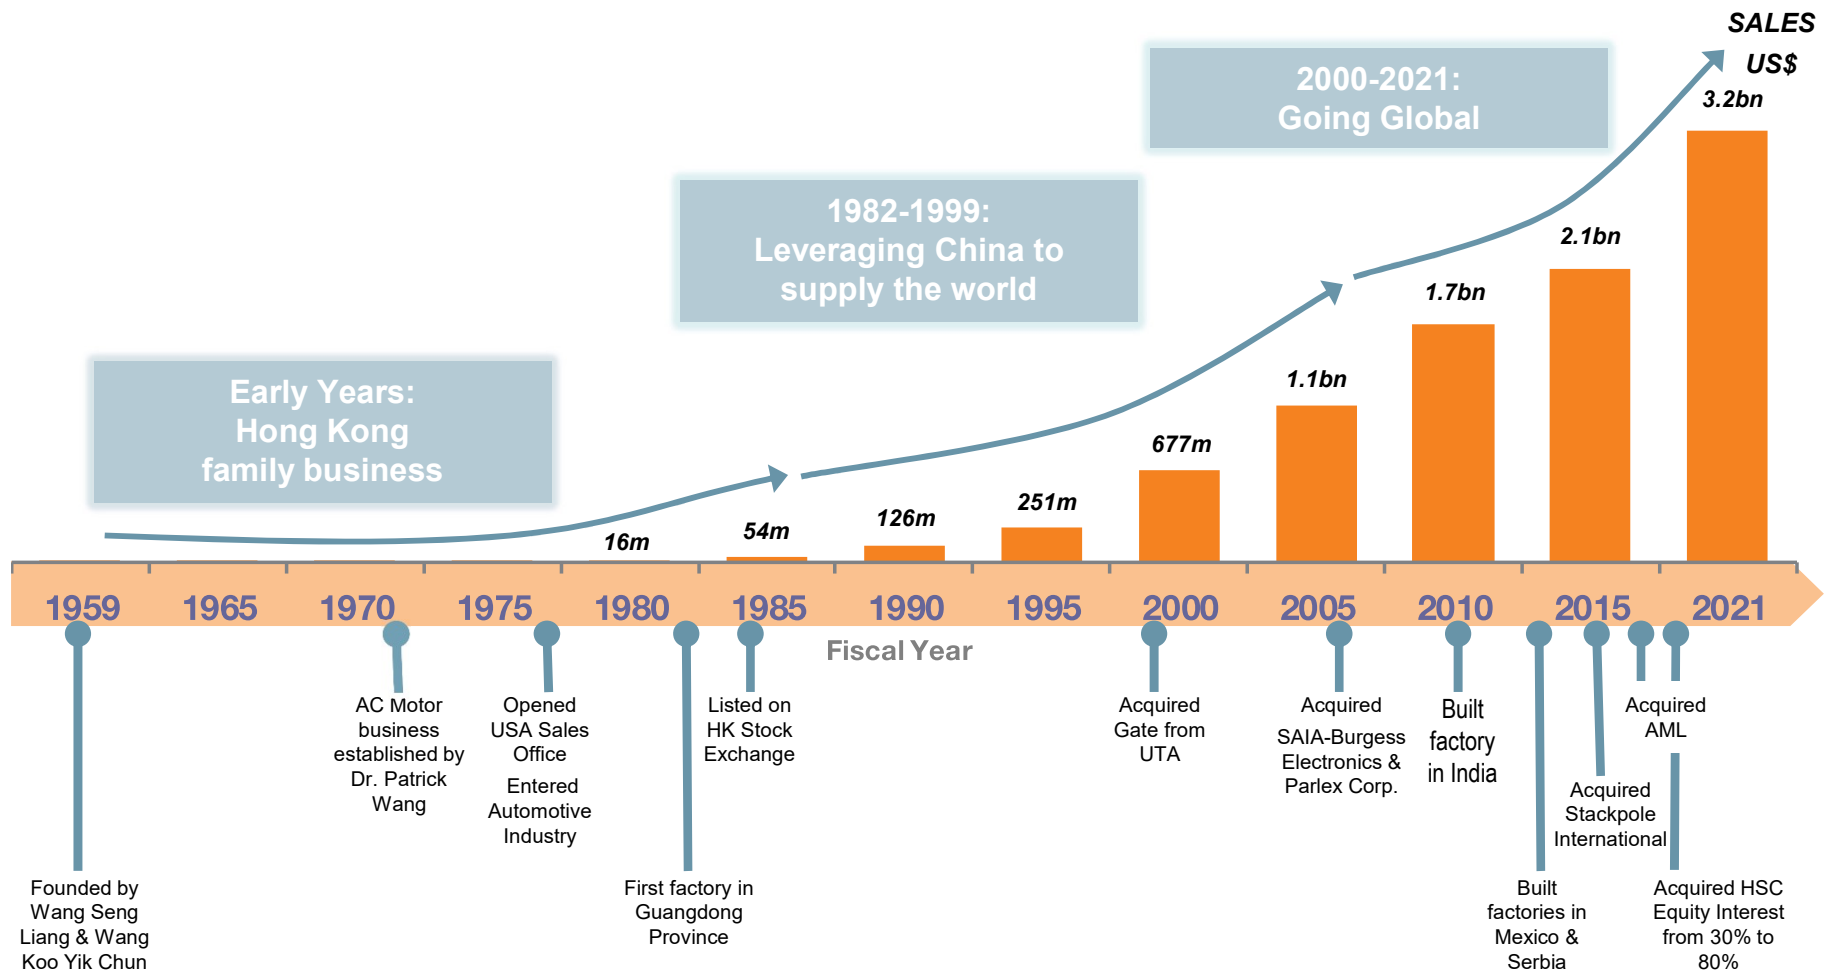 SALES
US$
2000-2021:
Going Global
3.2bn
1982-1999:
Leveraging China to
supply the world
2.1bn
1.7bn
Early Years:
Hong Kong
family business
1.1bn
677m
251m
126m
54m
16m
1959 1965 1970 1975 1980 1985 1990 1995 2000 2005 2010 2015 2021
Fiscal Year
Founded by
Wang Seng
Liang & Wang
Koo Yik Chun
AC Motor
business
established by
Dr. Patrick
Wang
Opened
USA Sales
Office
Entered
Automotive
Industry
First factory in
Guangdong
Province
Listed on
HK Stock
Exchange
Acquired
Gate from
UTA
Acquired
SAIA-Burgess
Electronics &
Parlex Corp.
Built
factory
in India
Built
factories in
Mexico &
Serbia
Acquired
Stackpole
International
Acquired
AML
Acquired HSC
Equity Interest
from 30% to
80%